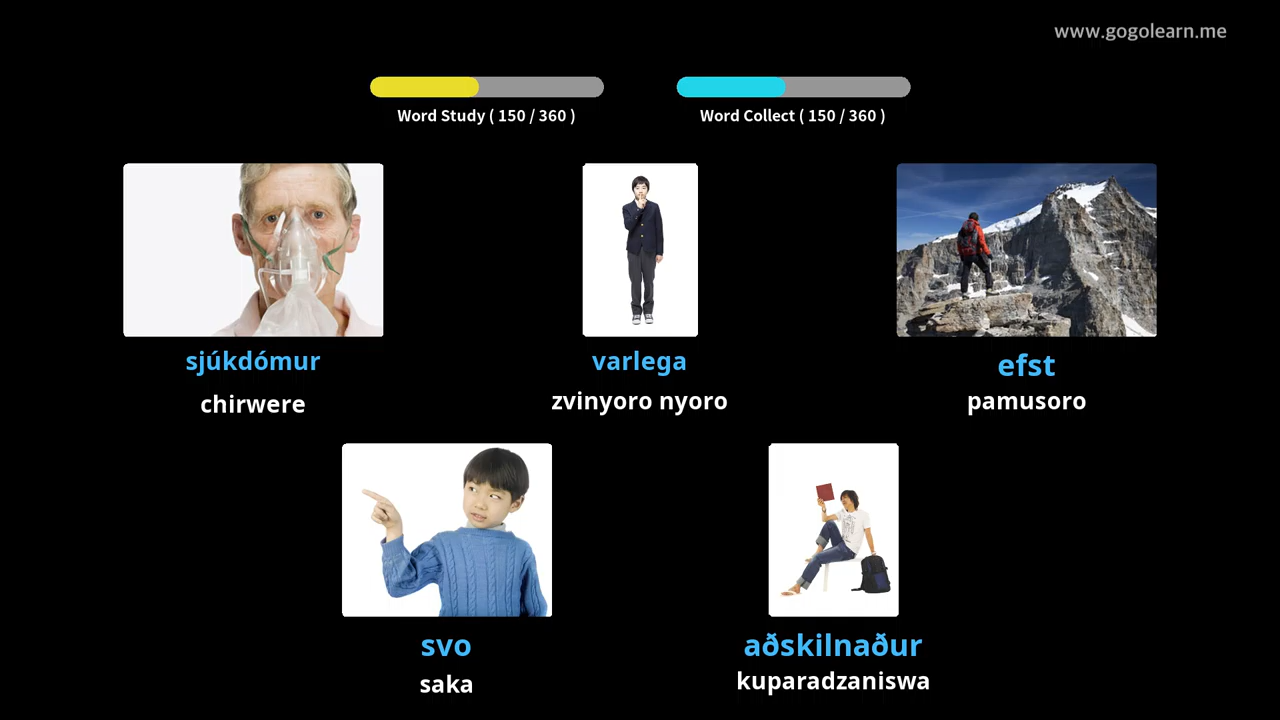 www.gogolearn.me
Word Study ( 150 / 360 )
Word Collect ( 150 / 360 )
sjúkdómur
chirwere
varlega
zvinyoro nyoro
efst
pamusoro
svo
saka
aðskilnaður
kuparadzaniswa